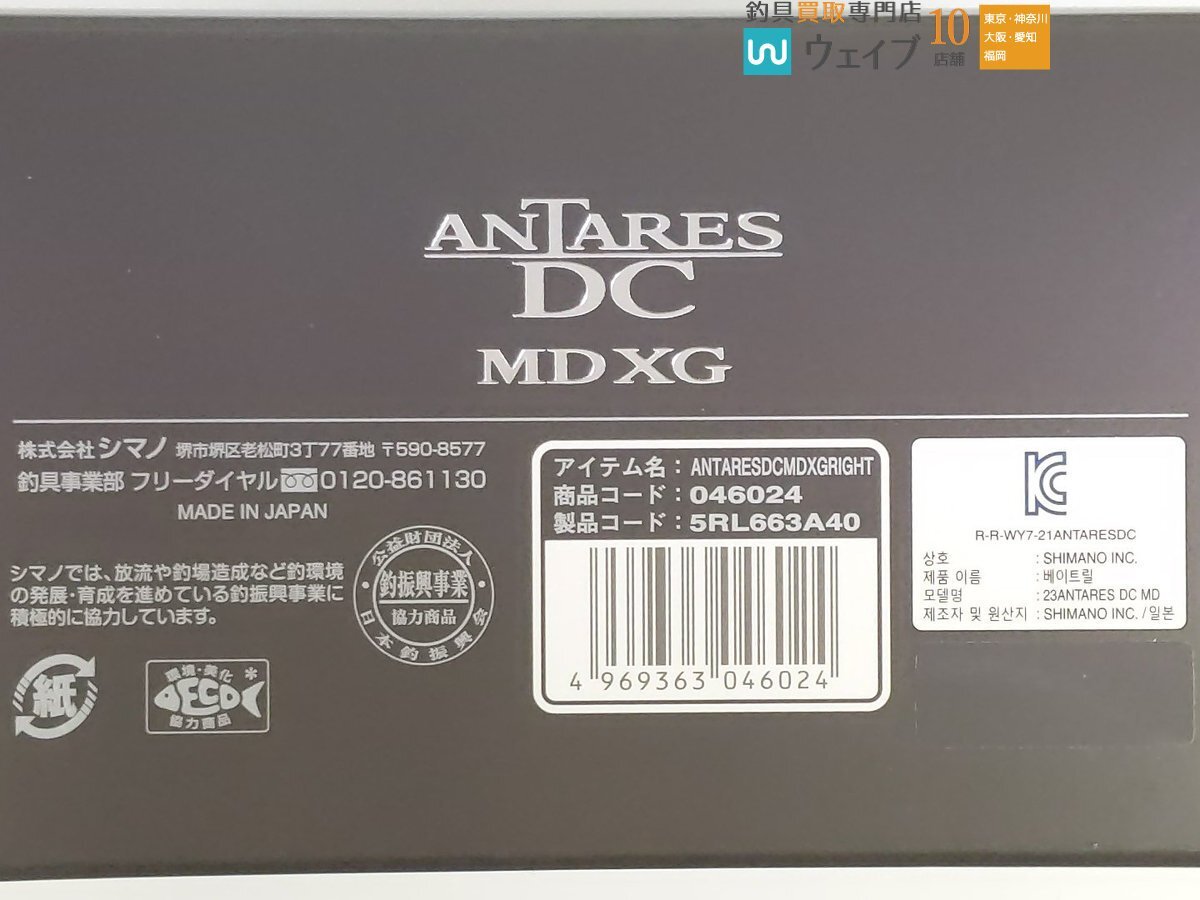 釣具買取専門店
ウェイブ
10
店舗
東京・神奈川
大阪・愛知
福岡
ANTARES
DC
MD XG
株式会社シマノ 堺市堺区老松町3丁77番地 〒590-8577
釣具事業部 フリーダイヤル 0120-861130
MADE IN JAPAN
シマノでは、放流や釣場造成など釣環境
の発展・育成を進めている釣振興事業に
積極的に協力しています。
公益財団法人
釣振興事業
協力商品
日本釣振興会
紙
環境・美化
ECO
協力商品
アイテム名：ANTARESDCMDXGRIGHT
商品コード：046024
製品コード：5RL663A40
4 969363 046024
KC
R-R-WY7-21ANTARESDC
상호 : SHIMANO INC.
제품 이름 : 베이트릴
모델명 : 23ANTARES DC MD
제조자 및 원산지 : SHIMANO INC. / 일본